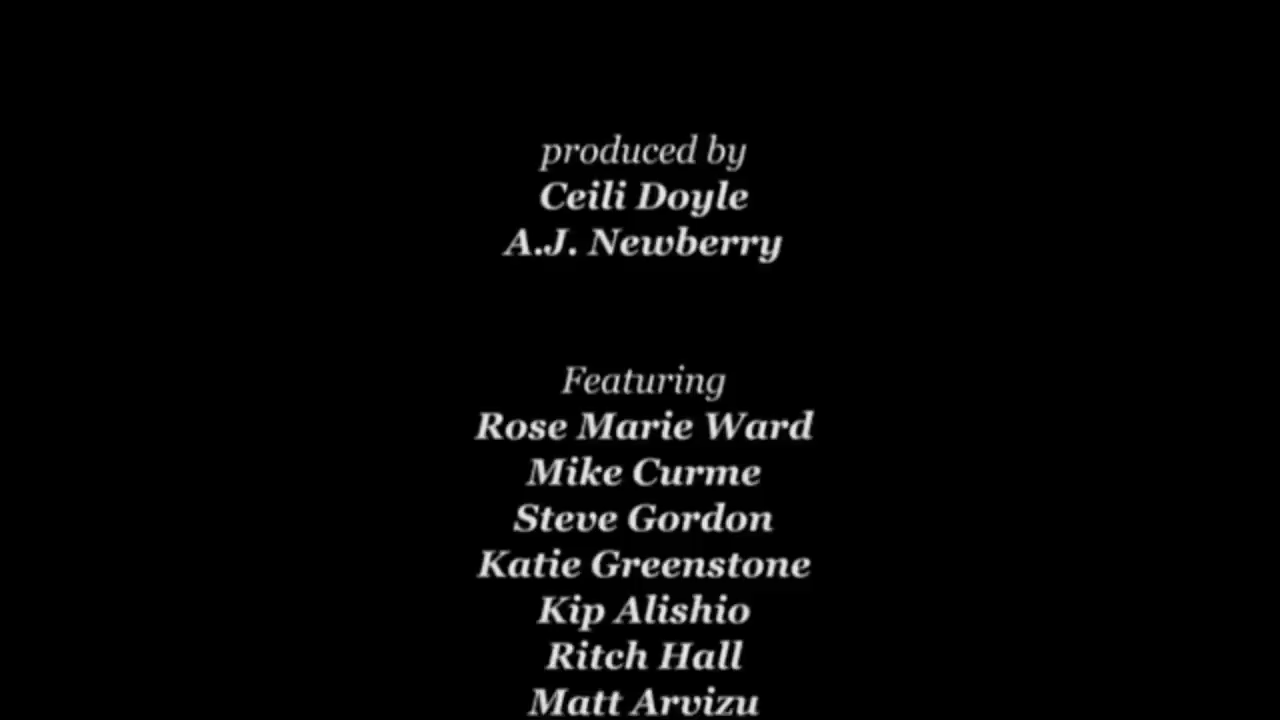 produced by
Ceili Doyle
A.J. Newberry
Featuring
Rose Marie Ward
Mike Curme
Steve Gordon
Katie Greenstone
Kip Alishio
Ritch Hall
Matt Arvizu